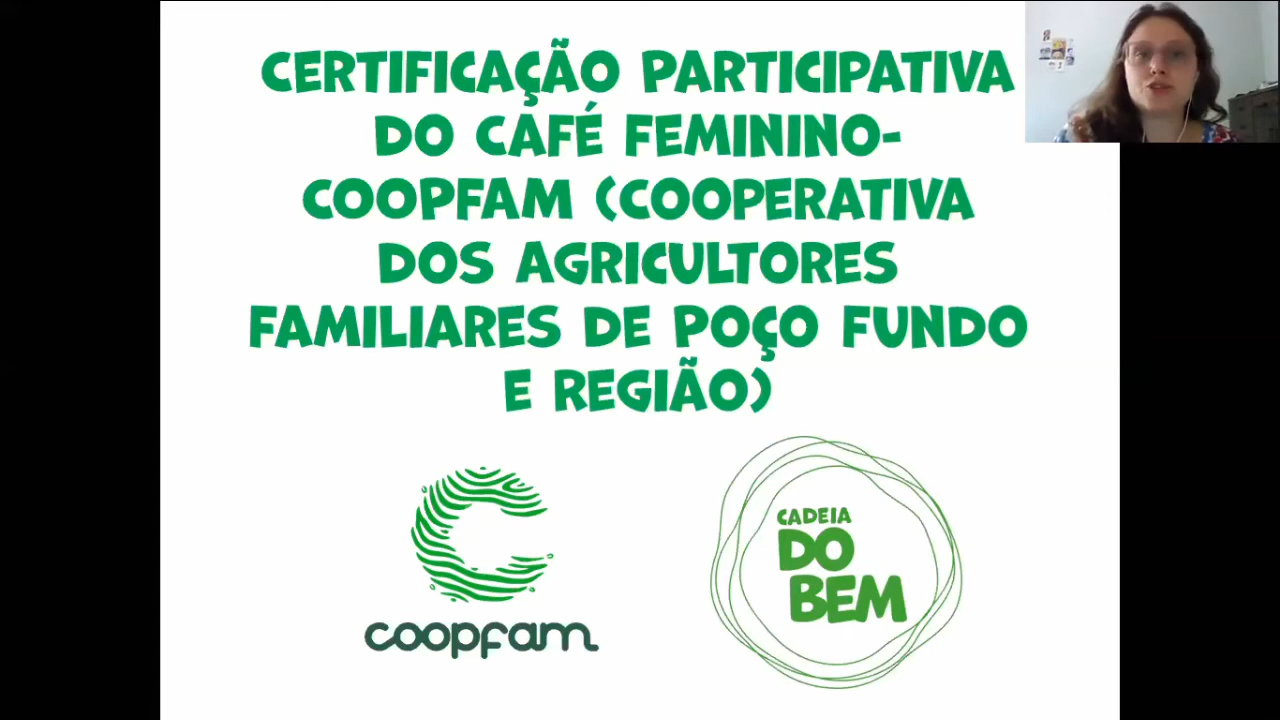 CERTIFICAÇÃO PARTICIPATIVA
DO CAFÉ FEMININO-
COOPFAM (COOPERATIVA
DOS AGRICULTORES
FAMILIARES DE POÇO FUNDO
E REGIÃO)
coopfam
CADEIA
DO
BEM